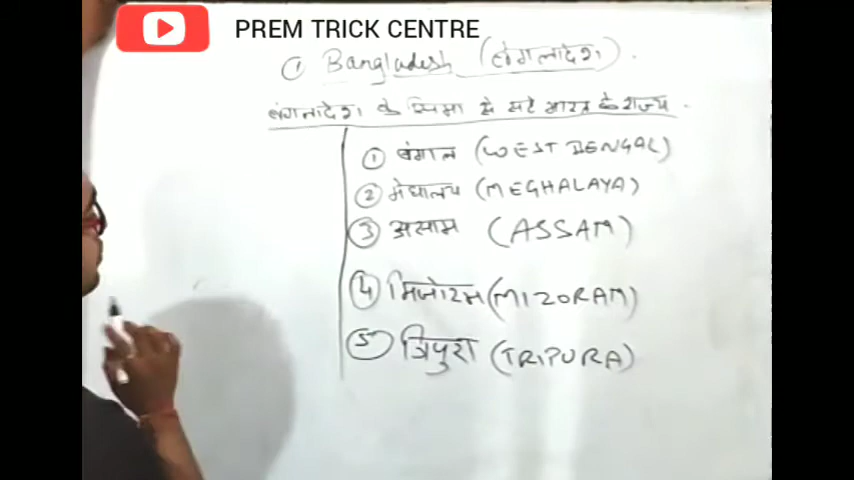 PREM TRICK CENTRE
① Bangladesh (बंगलादेश).
बंगलादेश के सिमा से सटे भारत के राज्य.
① बंगाल (WEST BENGAL)
② मेघालय (MEGHALAYA)
③ असाम (ASSAM)
④ मिजोरम (MIZORAM)
⑤ त्रिपुरा (TRIPURA)